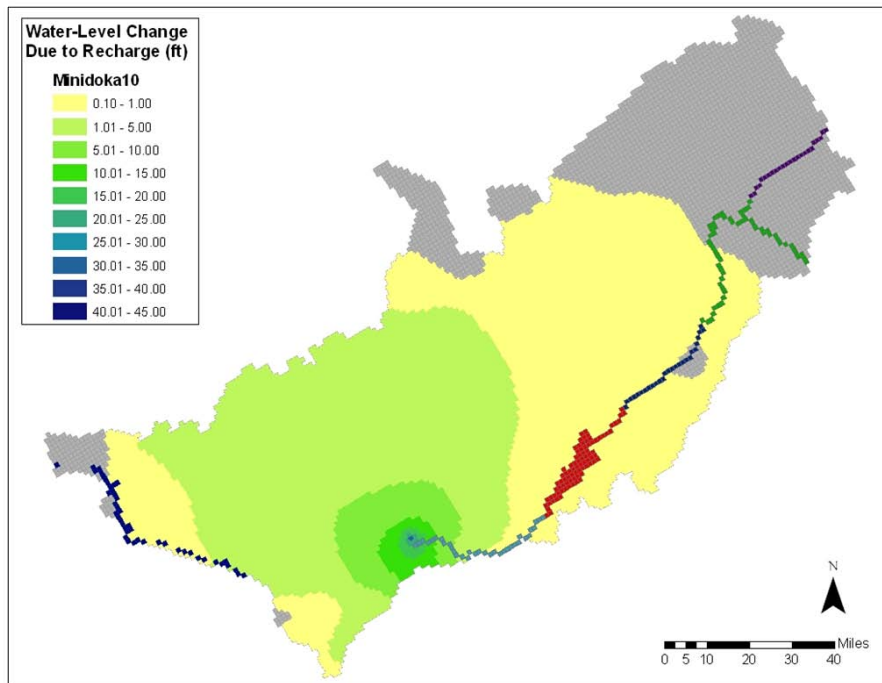 Water-Level Change
Due to Recharge (ft)
Minidoka10
0.10 - 1.00
1.01 - 5.00
5.01 - 10.00
10.01 - 15.00
15.01 - 20.00
20.01 - 25.00
25.01 - 30.00
30.01 - 35.00
35.01 - 40.00
40.01 - 45.00
N
Miles
0 5 10 20 30 40